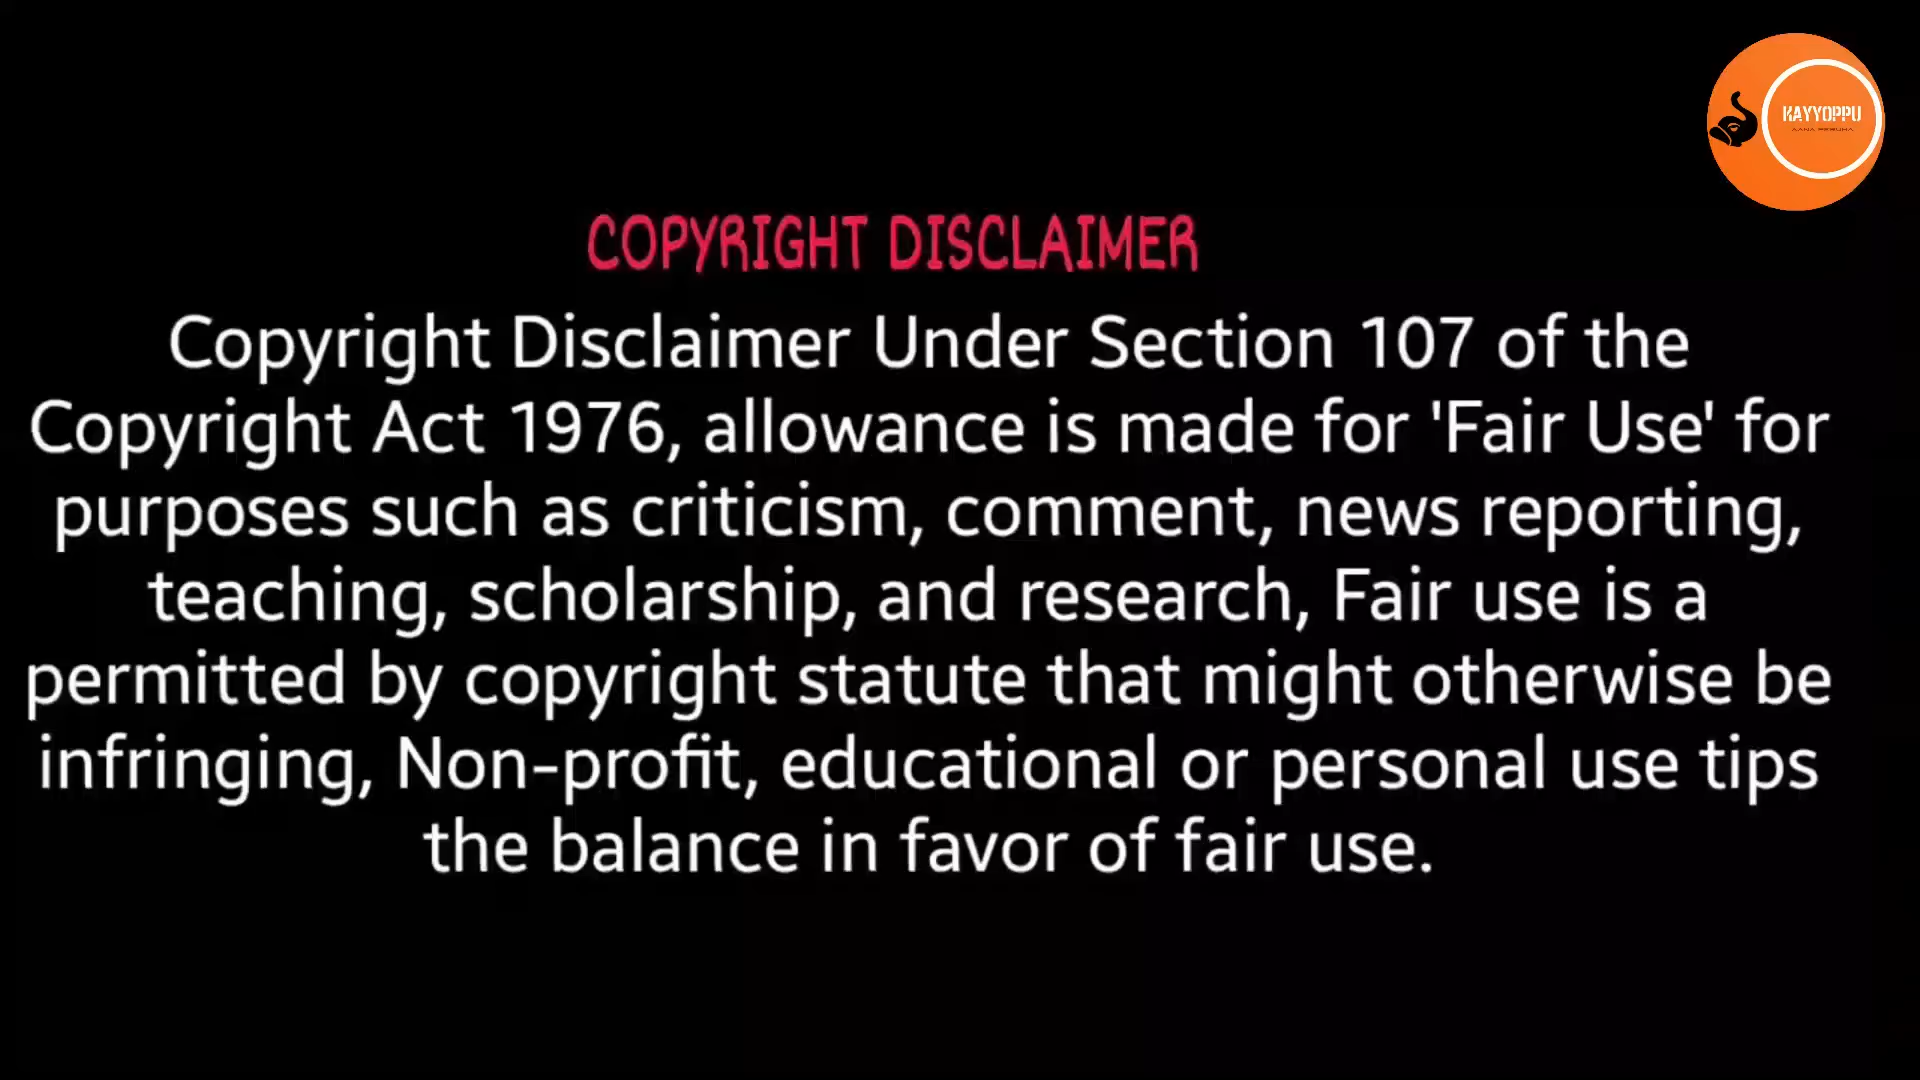 KAYYOPPU
COPYRIGHT DISCLAIMER
Copyright Disclaimer Under Section 107 of the
Copyright Act 1976, allowance is made for 'Fair Use' for
purposes such as criticism, comment, news reporting,
teaching, scholarship, and research, Fair use is a
permitted by copyright statute that might otherwise be
infringing, Non-profit, educational or personal use tips
the balance in favor of fair use.